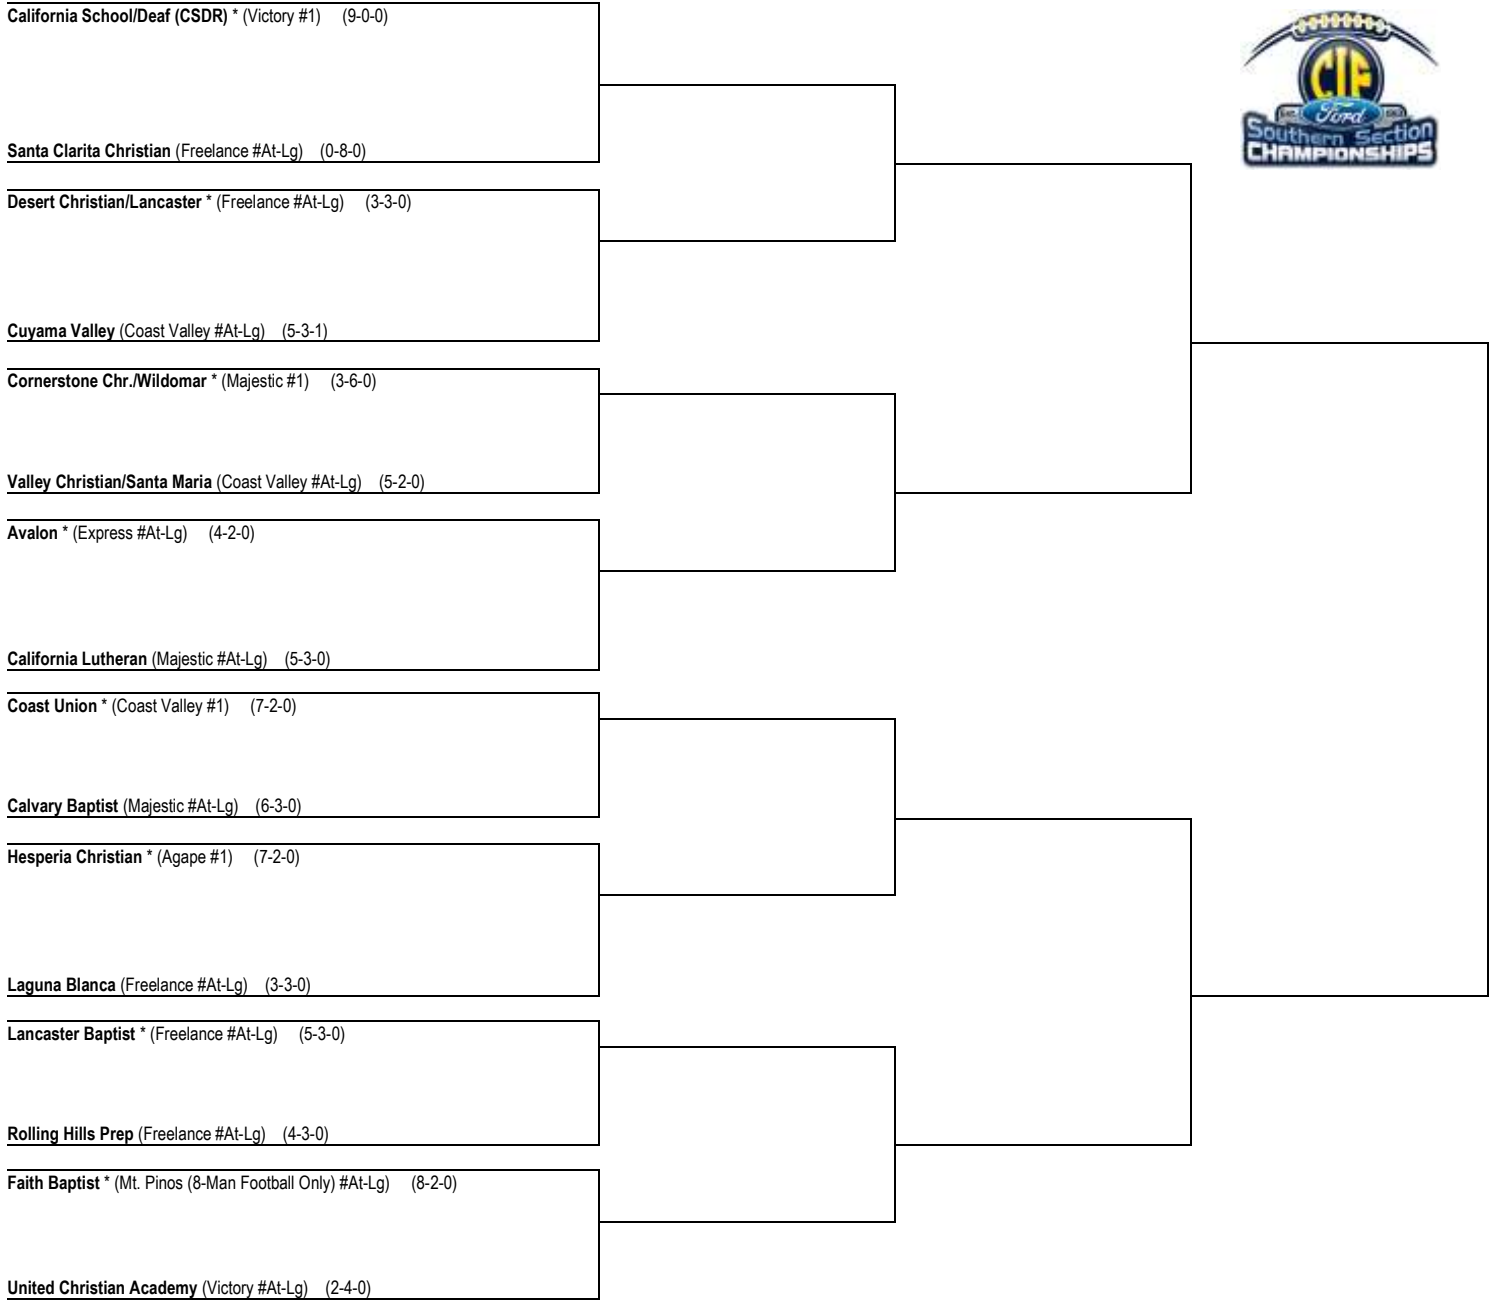 California School/Deaf (CSDR) * (Victory #1) (9-0-0)
CIF
Ford
Southern Section
CHAMPIONSHIPS
Santa Clarita Christian (Freelance #At-Lg) (0-8-0)
Desert Christian/Lancaster * (Freelance #At-Lg) (3-3-0)
Cuyama Valley (Coast Valley #At-Lg) (5-3-1)
Cornerstone Chr./Wildomar * (Majestic #1) (3-6-0)
Valley Christian/Santa Maria (Coast Valley #At-Lg) (5-2-0)
Avalon * (Express #At-Lg) (4-2-0)
California Lutheran (Majestic #At-Lg) (5-3-0)
Coast Union * (Coast Valley #1) (7-2-0)
Calvary Baptist (Majestic #At-Lg) (6-3-0)
Hesperia Christian * (Agape #1) (7-2-0)
Laguna Blanca (Freelance #At-Lg) (3-3-0)
Lancaster Baptist * (Freelance #At-Lg) (5-3-0)
Rolling Hills Prep (Freelance #At-Lg) (4-3-0)
Faith Baptist * (Mt. Pinos (8-Man Football Only) #At-Lg) (8-2-0)
United Christian Academy (Victory #At-Lg) (2-4-0)